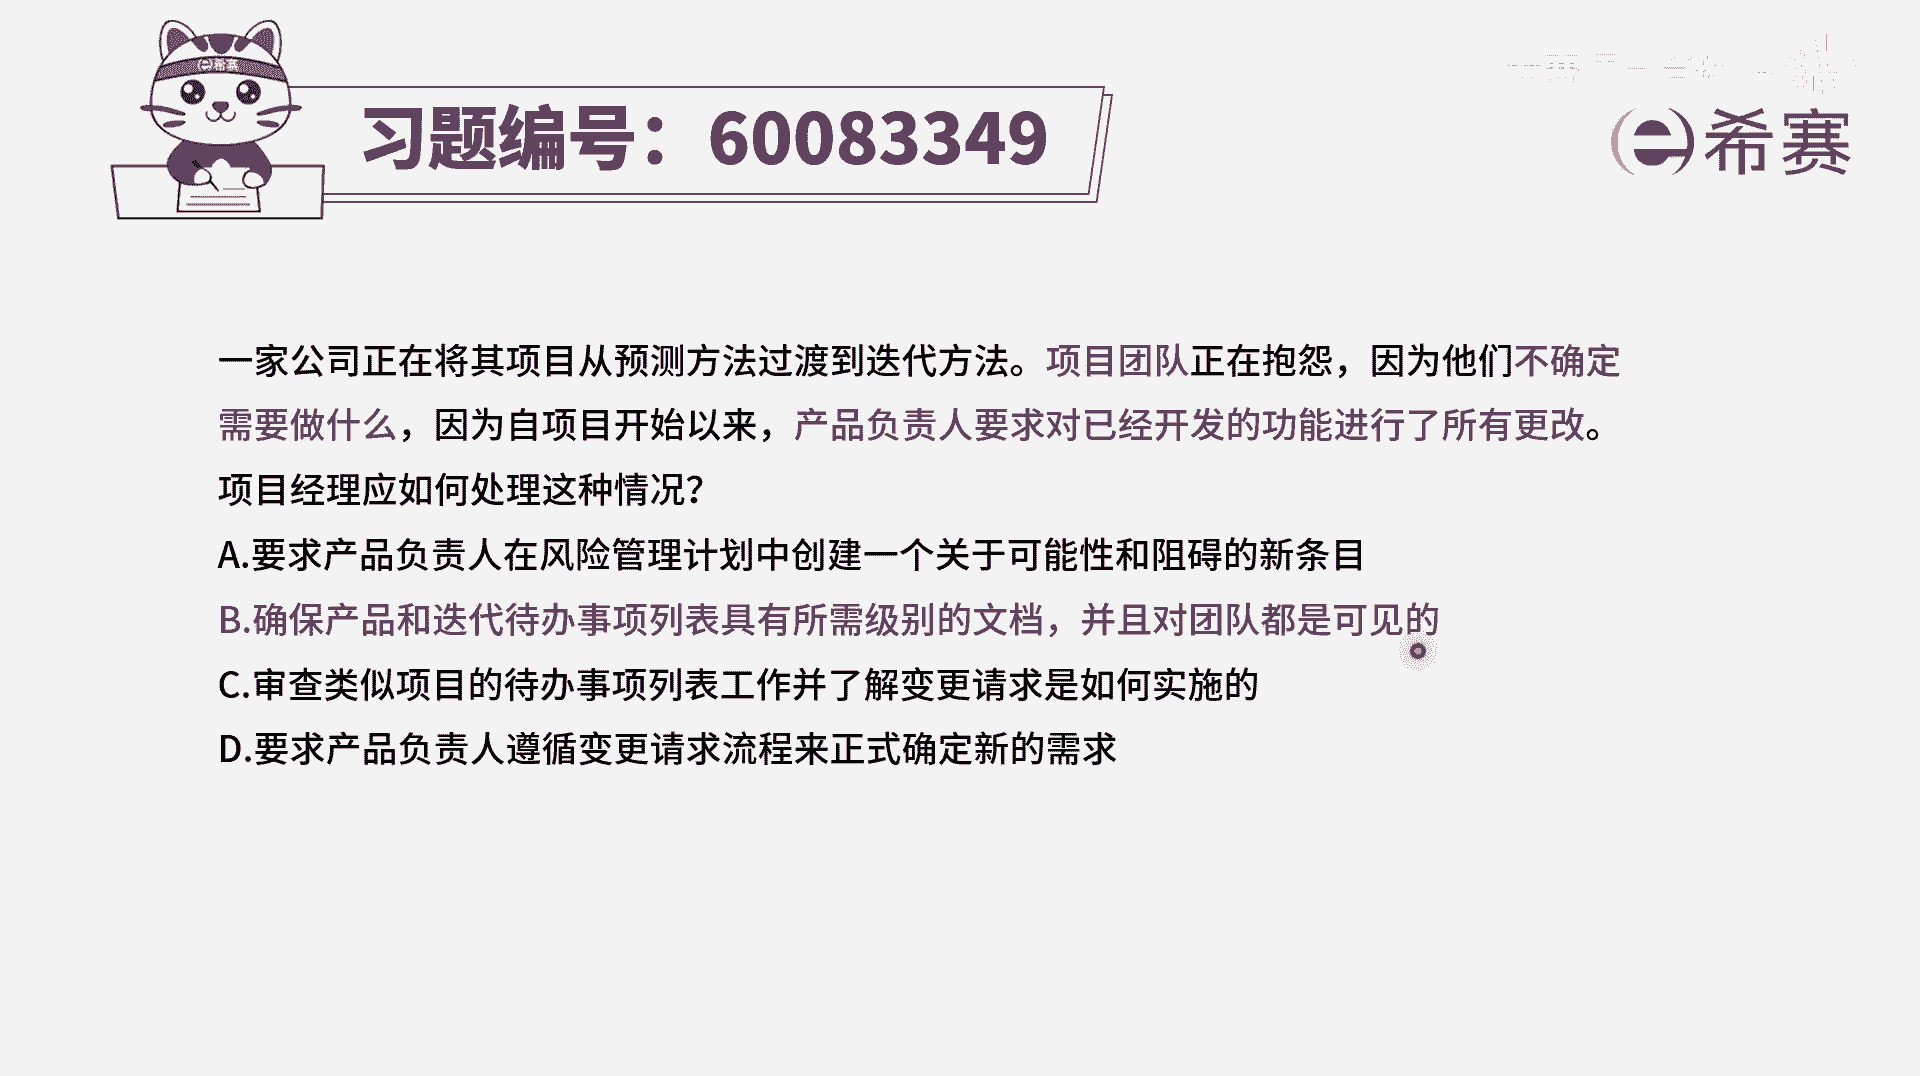 希赛
习题编号：60083349
希赛
一家公司正在将其项目从预测方法过渡到迭代方法。项目团队正在抱怨，因为他们不确定
需要做什么，因为自项目开始以来，产品负责人要求对已经开发的功能进行了所有更改。
项目经理应如何处理这种情况？
A.要求产品负责人在风险管理计划中创建一个关于可能性和阻碍的新条目
B.确保产品和迭代待办事项列表具有所需级别的文档，并且对团队都是可见的
C.审查类似项目的待办事项列表工作并了解变更请求是如何实施的
D.要求产品负责人遵循变更请求流程来正式确定新的需求